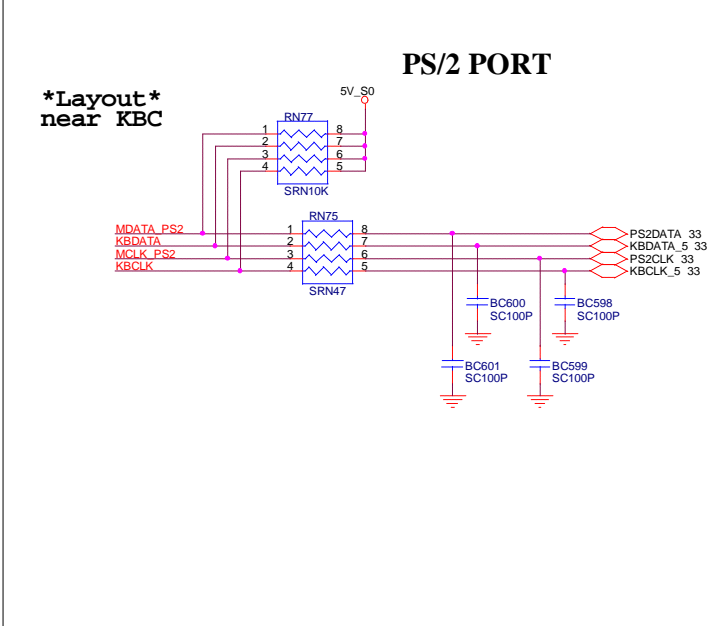 PS/2 PORT
*Layout*
near KBC
5V_S0
RN77
1 8
2 7
3 6
4 5
SRN10K
RN75
MDATA_PS2 1 8 PS2DATA 33
KBDATA 2 7 KBDATA_5 33
MCLK_PS2 3 6 PS2CLK 33
KBCLK 4 5 KBCLK_5 33
SRN47
BC600 BC598
SC100P SC100P
BC601 BC599
SC100P SC100P